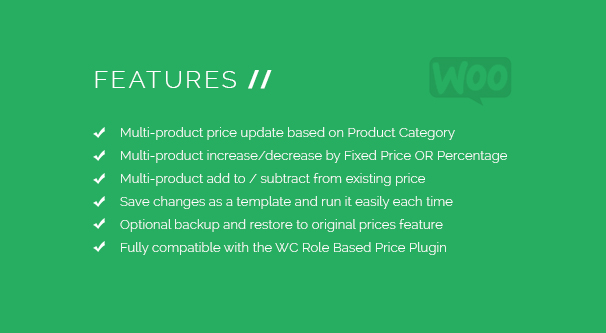 FEATURES //
Woo
Multi-product price update based on Product Category
Multi-product increase/decrease by Fixed Price OR Percentage
Multi-product add to / subtract from existing price
Save changes as a template and run it easily each time
Optional backup and restore to original prices feature
Fully compatible with the WC Role Based Price Plugin